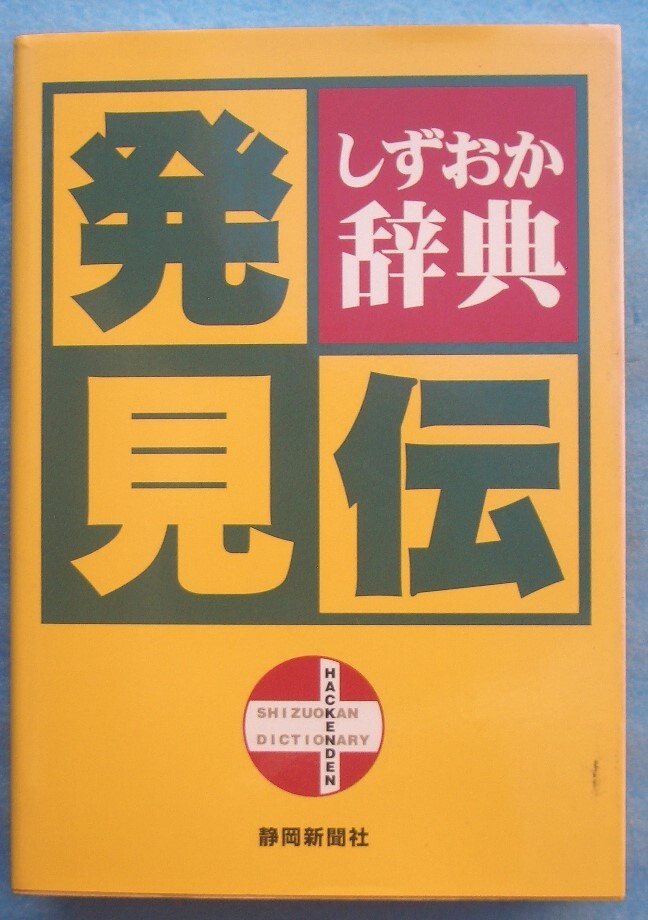 しずおか
辞典
発
見
伝
HACKENDEN
SHIZUOKAN
DICTIONARY
静岡新聞社